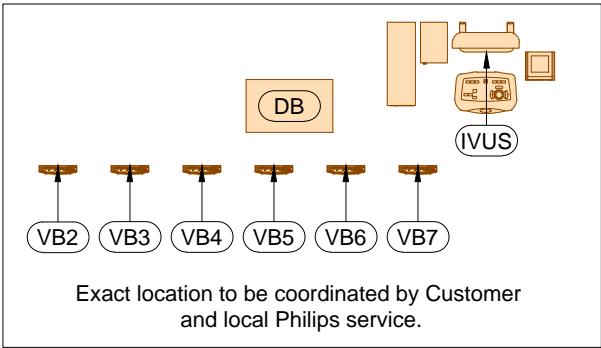 DB
IVUS
VB2 VB3 VB4 VB5 VB6 VB7
Exact location to be coordinated by Customer
and local Philips service.